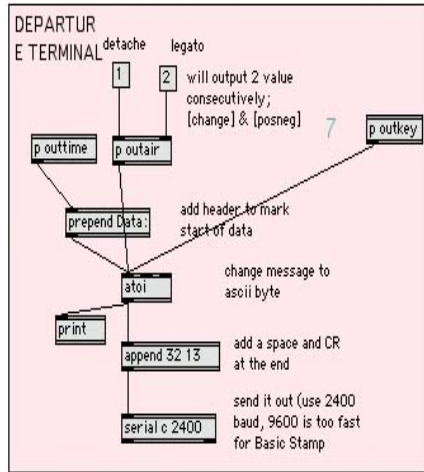 DEPARTUR
E TERMINAL
detache
legato
1
2
will output 2 value
consecutively;
[change] & [posneg]
7
p outkey
p outtime
p outair
prepend Data:
add header to mark
start of data
atoi
change message to
ascii byte
print
append 32 13
add a space and CR
at the end
serial c 2400
send it out (use 2400
baud, 9600 is too fast
for Basic Stamp